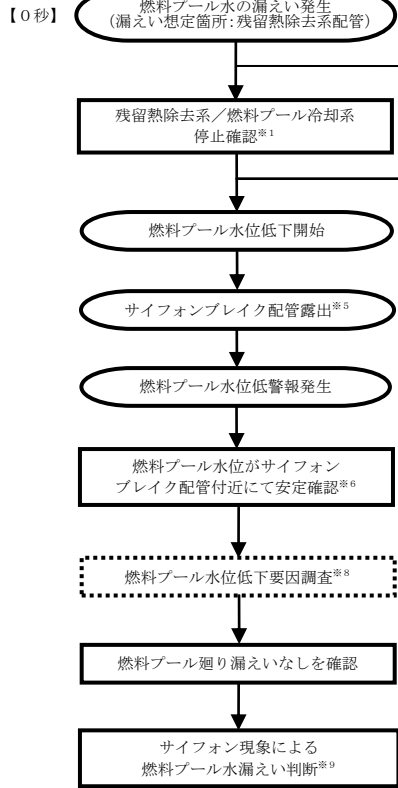 【0秒】
燃料プール水の漏えい発生
(漏えい想定箇所:残留熱除去系配管)
残留熱除去系/燃料プール冷却系
停止確認※1
燃料プール水位低下開始
サイフォンブレイク配管露出※5
燃料プール水位低警報発生
燃料プール水位がサイフォン
ブレイク配管付近にて安定確認※6
燃料プール水位低下要因調査※8
燃料プール廻り漏えいなしを確認
サイフォン現象による
燃料プール水漏えい判断※9